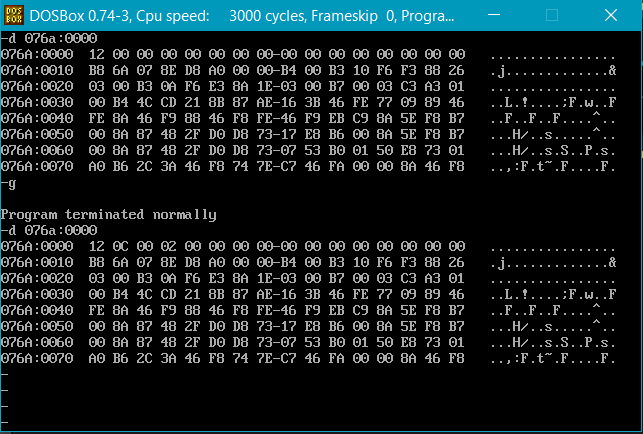 DOS BOX DOSBox 0.74-3, Cpu speed: 3000 cycles, Frameskip 0, Progra...
-d 076a:0000
076A:0000 12 00 00 00 00 00 00 00-00 00 00 00 00 00 00 00 ................
076A:0010 B8 6A 07 8E D8 A0 00 00-B4 00 B3 10 F6 F3 88 26 .j.............&
076A:0020 03 00 B3 0A F6 E3 8A 1E-03 00 B7 00 03 C3 A3 01 ................
076A:0030 00 B4 4C CD 21 8B 87 AE-16 3B 46 FE 77 09 89 46 ..L.!....;F.w..F
076A:0040 FE 8A 46 F9 88 46 F8 FE-46 F9 EB C9 8A 5E F8 B7 ..F..F..F....^..
076A:0050 00 8A 87 48 2F D0 D8 73-17 E8 B6 00 8A 5E F8 B7 ...H/..s.....^..
076A:0060 00 8A 87 48 2F D0 D8 73-07 53 B0 01 50 E8 73 01 ...H/..s.S..P.s.
076A:0070 A0 B6 2C 3A 46 F8 74 7E-C7 46 FA 00 00 8A 46 F8 ..,:F.t~.F....F.
-g
Program terminated normally
-d 076a:0000
076A:0000 12 0C 00 02 00 00 00 00-00 00 00 00 00 00 00 00 ................
076A:0010 B8 6A 07 8E D8 A0 00 00-B4 00 B3 10 F6 F3 88 26 .j.............&
076A:0020 03 00 B3 0A F6 E3 8A 1E-03 00 B7 00 03 C3 A3 01 ................
076A:0030 00 B4 4C CD 21 8B 87 AE-16 3B 46 FE 77 09 89 46 ..L.!....;F.w..F
076A:0040 FE 8A 46 F9 88 46 F8 FE-46 F9 EB C9 8A 5E F8 B7 ..F..F..F....^..
076A:0050 00 8A 87 48 2F D0 D8 73-17 E8 B6 00 8A 5E F8 B7 ...H/..s.....^..
076A:0060 00 8A 87 48 2F D0 D8 73-07 53 B0 01 50 E8 73 01 ...H/..s.S..P.s.
076A:0070 A0 B6 2C 3A 46 F8 74 7E-C7 46 FA 00 00 8A 46 F8 ..,:F.t~.F....F.
-
-
-
-